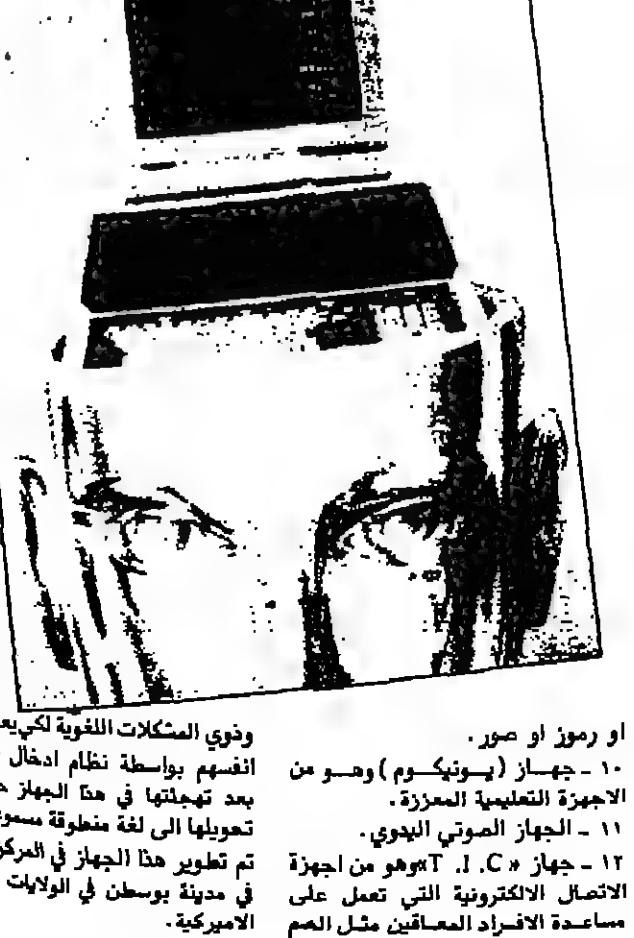 او رموز او صور .
١٠ - جهاز ( يونيكوم ) وهو من
الاجهزة التعليمية المعززة .
١١ - الجهاز الصوتي اليدوي .
١٢ - جهاز « T. I. C» وهو من اجهزة
الاتصال الالكترونية التي تعمل على
مساعدة الافراد المعاقين مثل الصم
وذوي المشكلات اللغوية لكي
انفسهم بواسطة نظام ادخال
بعد تهجئتها في هذا الجهاز
تحويلها الى لغة منطوقة
تم تطوير هذا الجهاز في
في مدينة بوسطن في الولايات
الاميركية .